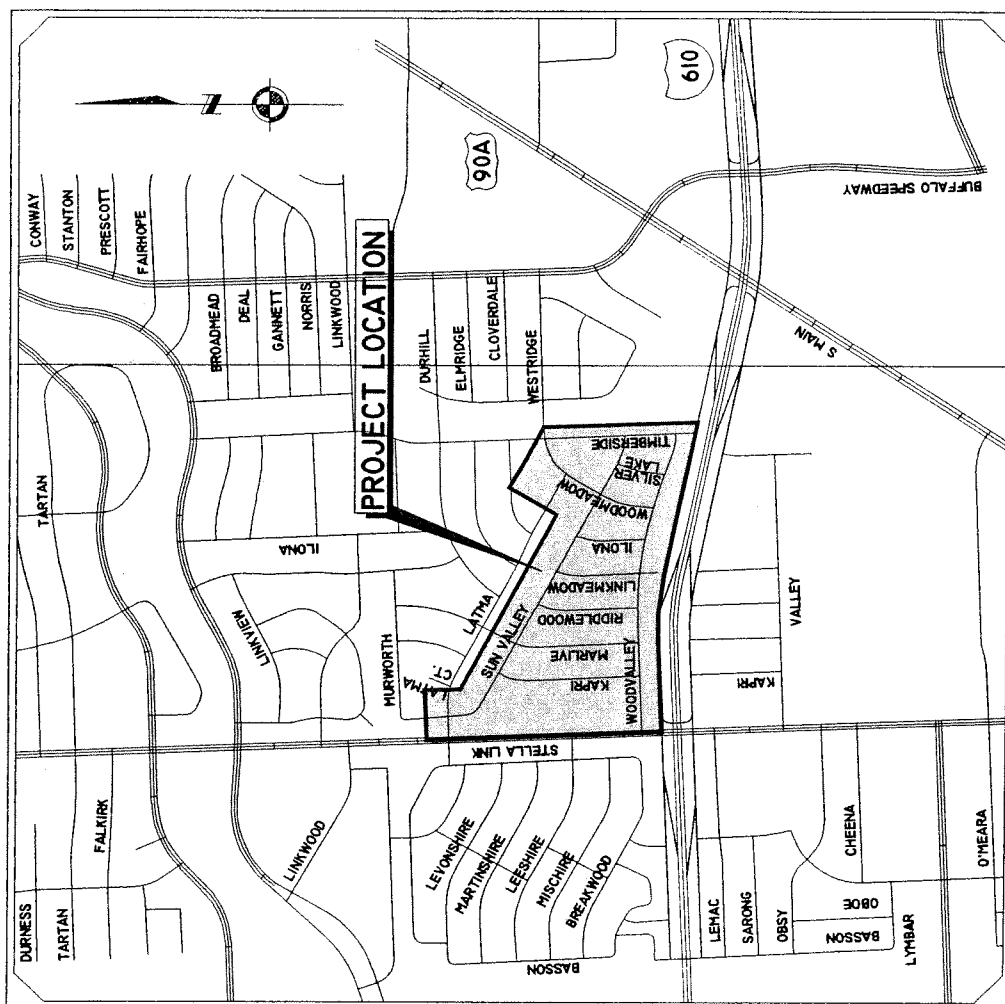 CONWAY
STANTON
PRESCOTT
FAIRHOPE
N
90A
610
BUFFALO SPEEDWAY
BROADMEAD
DEAL
GANNETT
NORRIS
LINKWOOD
PROJECT LOCATION
DURHILL
ELMRIDGE
CLOVERDALE
WESTRIDGE
S MAIN
TARTAN
ILONA
LINKVIEW
MURWORTH
LATMA
LATMA CT.
SUN VALLEY
TIMBERSIDE
SILVER LAKE
WOODMEADOW
ILONA
LINKMEADOW
RIDDLEWOOD
MARLIVE
KAPRI
WOODVALLEY
VALLEY
KAPRI
STELLA LINK
DURNESS
TARTAN
FALKIRK
LINKWOOD
LEVONSHIRE
MARTINSHIRE
LEESHIRE
MISCHIRE
BREAKWOOD
BASSON
LEMAC
SARONG
OBSY
CHEENA
OBOE
BASSON
LYMBAR
O'MEARA